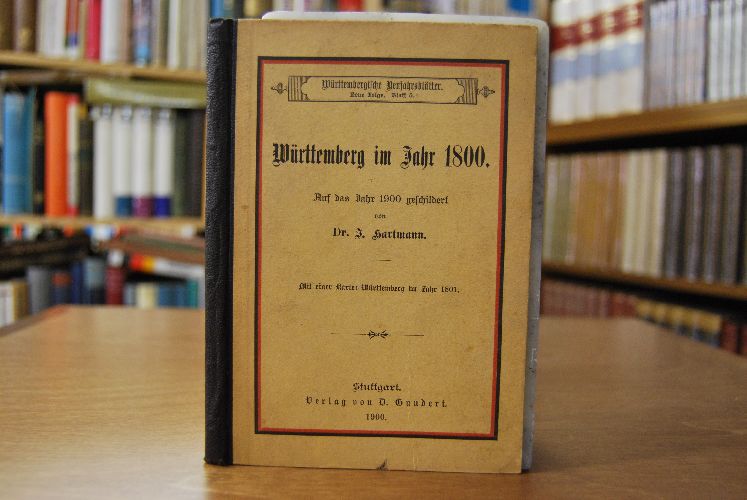 Württembergische Neujahrsblätter.
Neue Folge. Blatt 5.
Württemberg im Jahr 1800.
Auf das Jahr 1900 geschildert
von
Dr. J. Hartmann.
Mit einer Karte: Württemberg im Jahr 1801.
Stuttgart.
Verlag von D. Gundert.
1900.